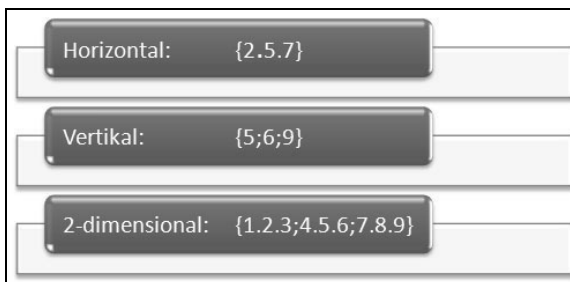 Horizontal: {2.5.7}
Vertikal: {5;6;9}
2-dimensional: {1.2.3;4.5.6;7.8.9}